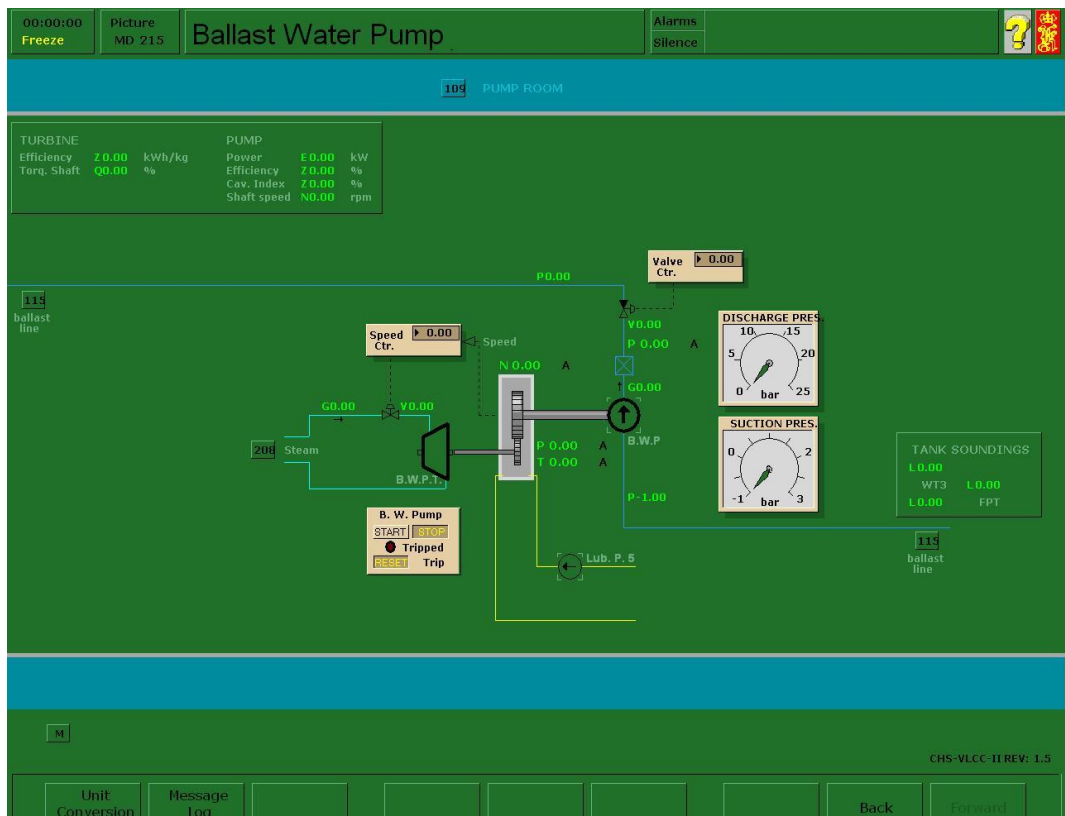 00:00:00
Freeze
Picture
MD 215
Ballast Water Pump
Alarms
Silence
?
109 PUMP ROOM
TURBINE
Efficiency Z 0.00 kWh/kg
Torq. Shaft Q0.00 %
PUMP
Power E 0.00 kW
Efficiency Z 0.00 %
Cav. Index Z 0.00 %
Shaft speed N0.00 rpm
Valve 0.00
Ctr.
P0.00
115
ballast
line
V0.00
P 0.00 A
DISCHARGE PRES.
10 15
5 20
0 25
bar
Speed 0.00
Ctr.
Speed
N 0.00 A
G0.00
G0.00 V0.00
208 Steam
B.W.P.T.
B.W.P
P 0.00 A
T 0.00 A
SUCTION PRES.
0 2
-1 3
bar
TANK SOUNDINGS
L0.00
WT3 L0.00
L0.00 FPT
P-1.00
B. W. Pump
START STOP
Tripped
RESET Trip
115
ballast
line
Lub. P. 5
M
CHS-VLCC-II REV: 1.5
Unit
Conversion
Message
Log
Back
Forward